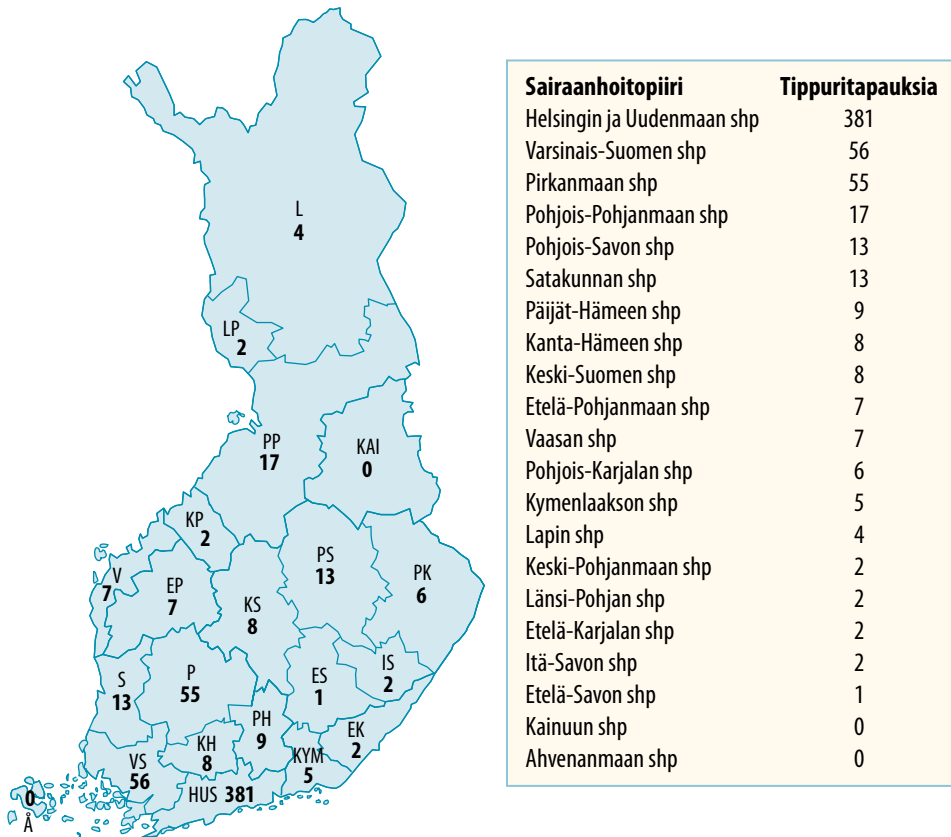 L
4
LP
2
PP
17
KAI
0
KP
2
V
7
EP
7
KS
8
PS
13
PK
6
S
13
P
55
ES
1
IS
2
PH
9
KH
8
VS
56
KYM
5
EK
2
HUS 381
0
Å
Sairaanhoitopiiri Tippuritapauksia
Helsingin ja Uudenmaan shp 381
Varsinais-Suomen shp 56
Pirkanmaan shp 55
Pohjois-Pohjanmaan shp 17
Pohjois-Savon shp 13
Satakunnan shp 13
Päijät-Hämeen shp 9
Kanta-Hämeen shp 8
Keski-Suomen shp 8
Etelä-Pohjanmaan shp 7
Vaasan shp 7
Pohjois-Karjalan shp 6
Kymenlaakson shp 5
Lapin shp 4
Keski-Pohjanmaan shp 2
Länsi-Pohjan shp 2
Etelä-Karjalan shp 2
Itä-Savon shp 2
Etelä-Savon shp 1
Kainuun shp 0
Ahvenanmaan shp 0